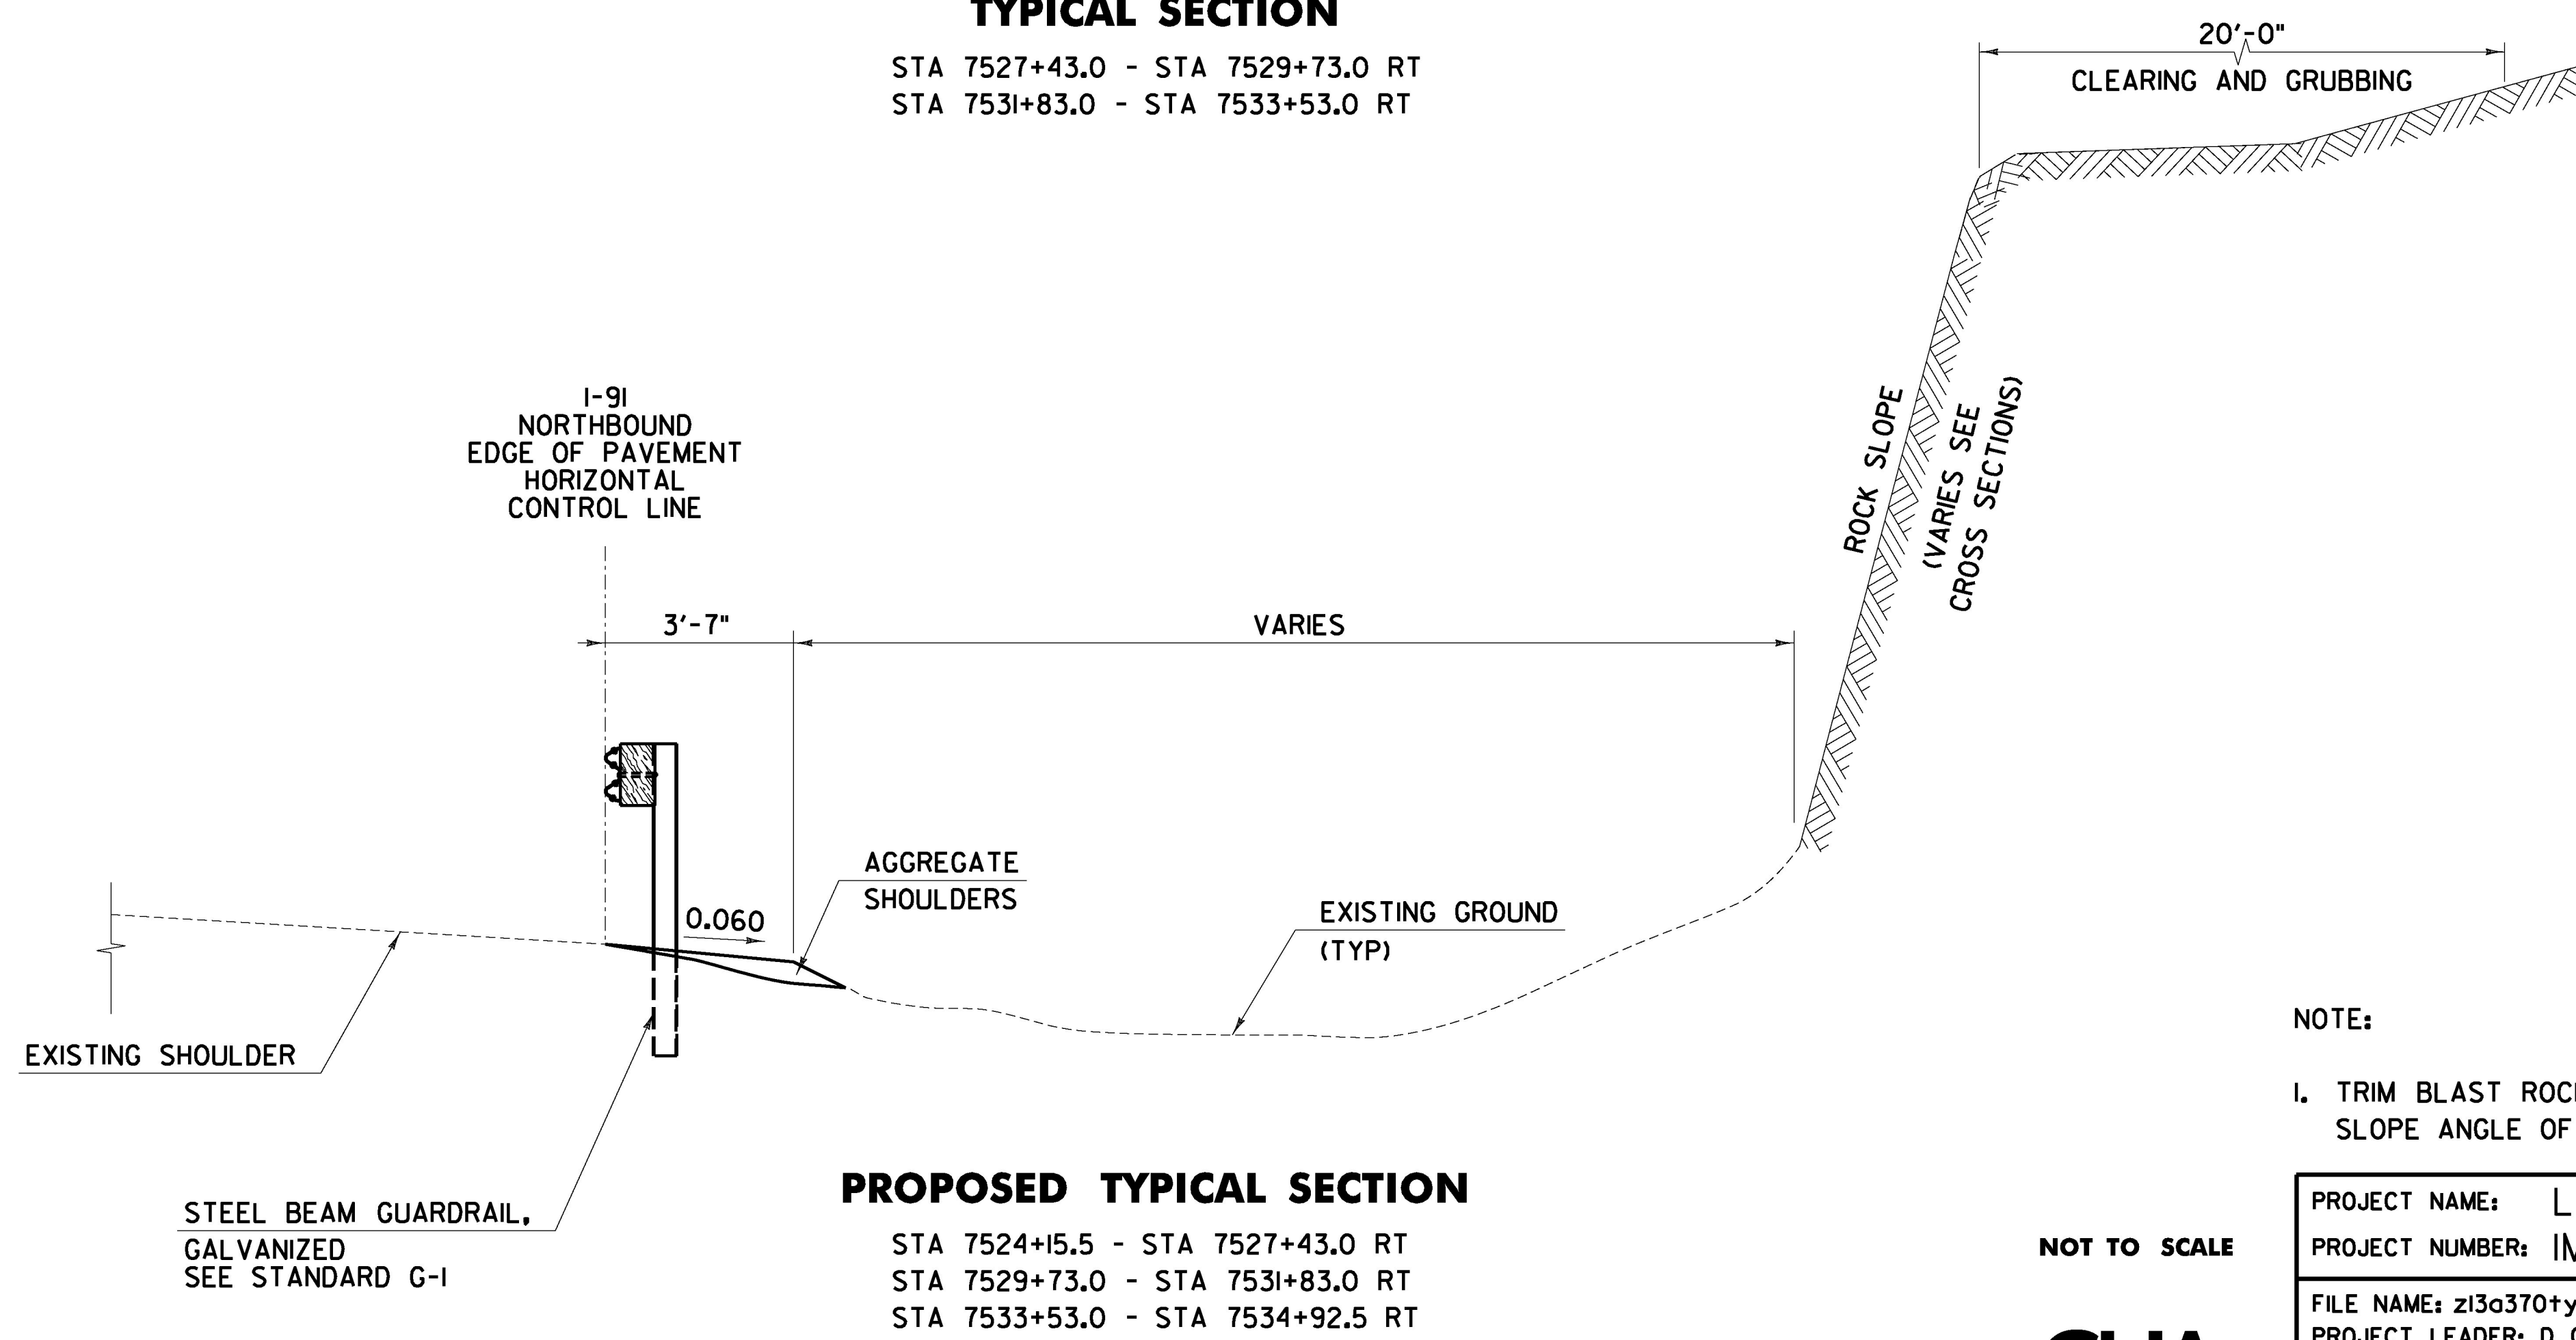 TYPICAL SECTION
STA 7527+43.0 - STA 7529+73.0 RT
STA 7531+83.0 - STA 7533+53.0 RT
20'-0"
CLEARING AND GRUBBING
I-91
NORTHBOUND
EDGE OF PAVEMENT
HORIZONTAL
CONTROL LINE
ROCK SLOPE
(VARIES SEE
CROSS SECTIONS)
3'-7"
VARIES
AGGREGATE
SHOULDERS
0.060
EXISTING GROUND
(TYP)
EXISTING SHOULDER
STEEL BEAM GUARDRAIL,
GALVANIZED
SEE STANDARD G-1
PROPOSED TYPICAL SECTION
STA 7524+15.5 - STA 7527+43.0 RT
STA 7529+73.0 - STA 7531+83.0 RT
STA 7533+53.0 - STA 7534+92.5 RT
NOTE:
1. TRIM BLAST
SLOPE ANGLE OF
NOT TO SCALE
PROJECT NAME:
PROJECT NUMBER:
FILE NAME: z13a370ty
PROJECT LEADER: D.